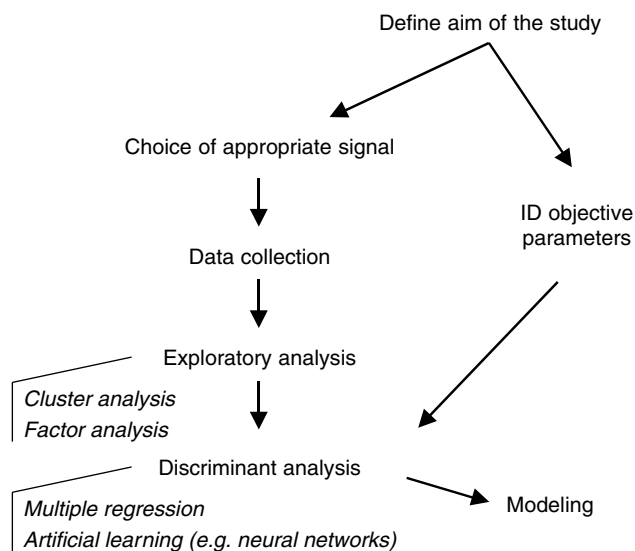 Define aim of the study
Choice of appropriate signal
ID objective
parameters
Data collection
Exploratory analysis
Cluster analysis
Factor analysis
Discriminant analysis
Modeling
Multiple regression
Artificial learning (e.g. neural networks)